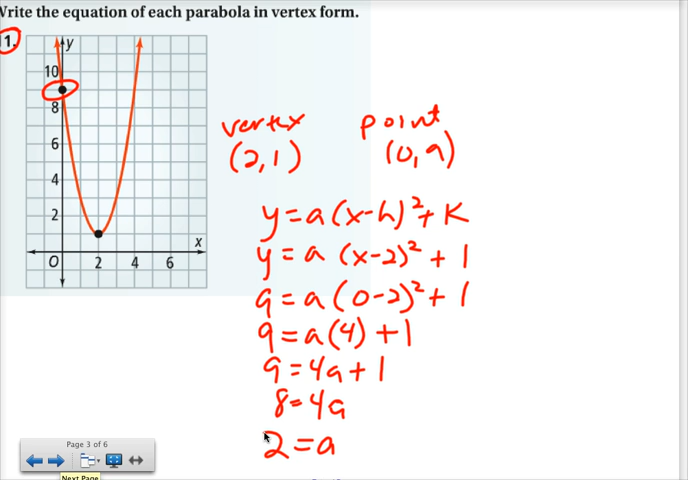 Write the equation of each parabola in vertex form.
1.
y
10
8
6
4
2
x
O 2 4 6
vertex point
(2,1) (0,9)
y=a(x-h)²+K
y=a(x-2)²+1
9=a(0-2)²+1
9=a(4)+1
9=4a+1
8=4a
2=a
Page 3 of 6
Next Page